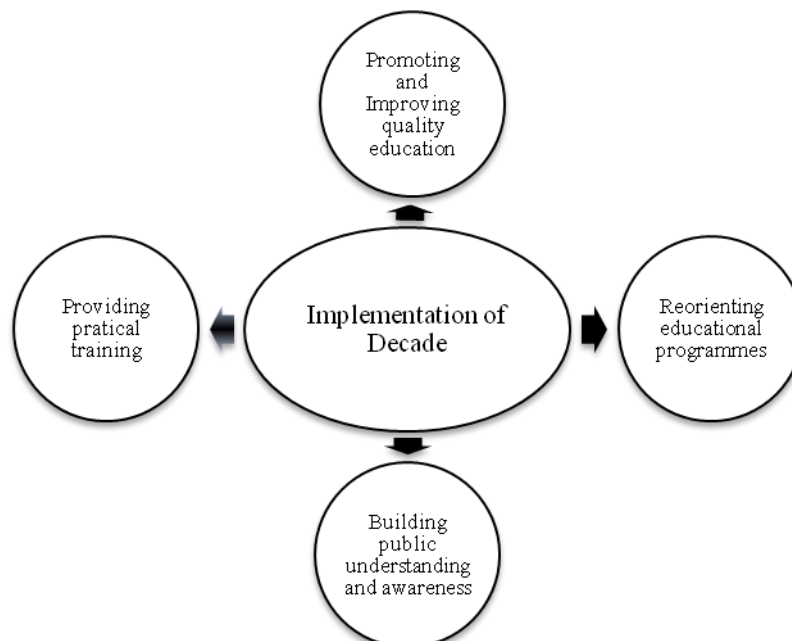 Promoting
and
Improving
quality
education
Providing
pratical
training
Implementation of
Decade
Reorienting
educational
programmes
Building
public
understanding
and awareness